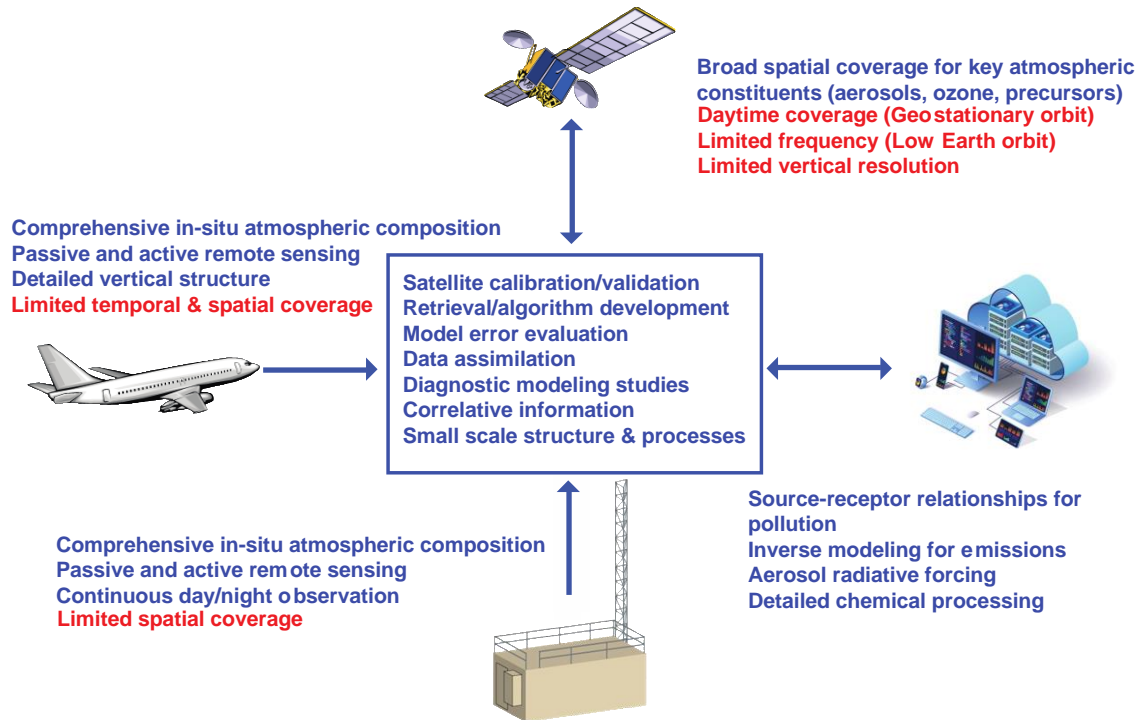 Broad spatial coverage for key atmospheric
constituents (aerosols, ozone, precursors)
Daytime coverage (Geostationary orbit)
Limited frequency (Low Earth orbit)
Limited vertical resolution
Comprehensive in-situ atmospheric composition
Passive and active remote sensing
Detailed vertical structure
Limited temporal & spatial coverage
Satellite calibration/validation
Retrieval/algorithm development
Model error evaluation
Data assimilation
Diagnostic modeling studies
Correlative information
Small scale structure & processes
Source-receptor relationships for
pollution
Inverse modeling for emissions
Aerosol radiative forcing
Detailed chemical processing
Comprehensive in-situ atmospheric composition
Passive and active remote sensing
Continuous day/night observation
Limited spatial coverage